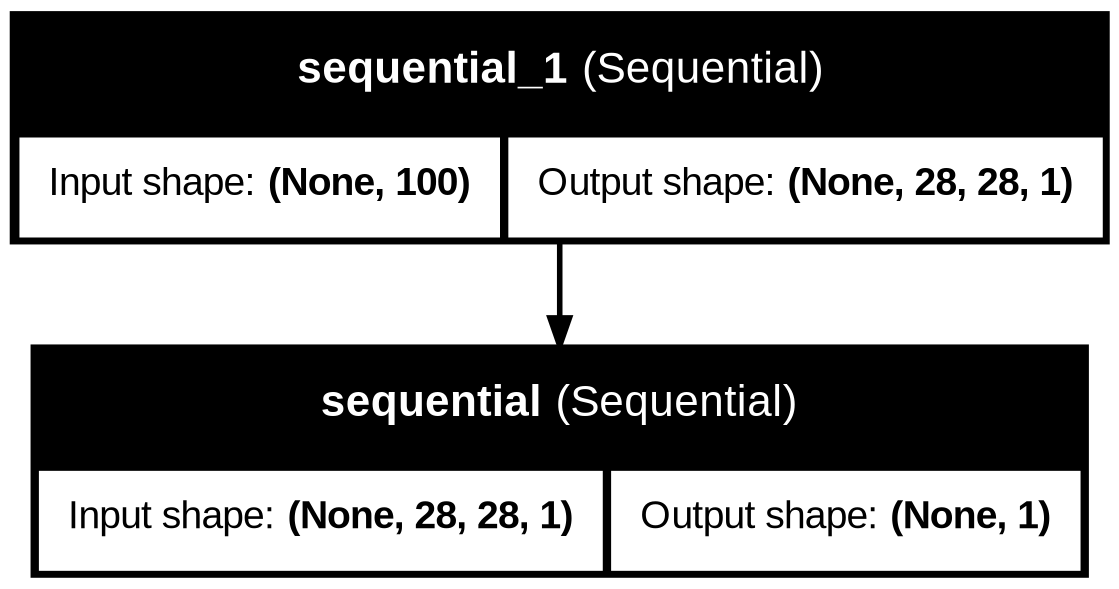 sequential_1 (Sequential)
Input shape: (None, 100)
Output shape: (None, 28, 28, 1)
sequential (Sequential)
Input shape: (None, 28, 28, 1)
Output shape: (None, 1)